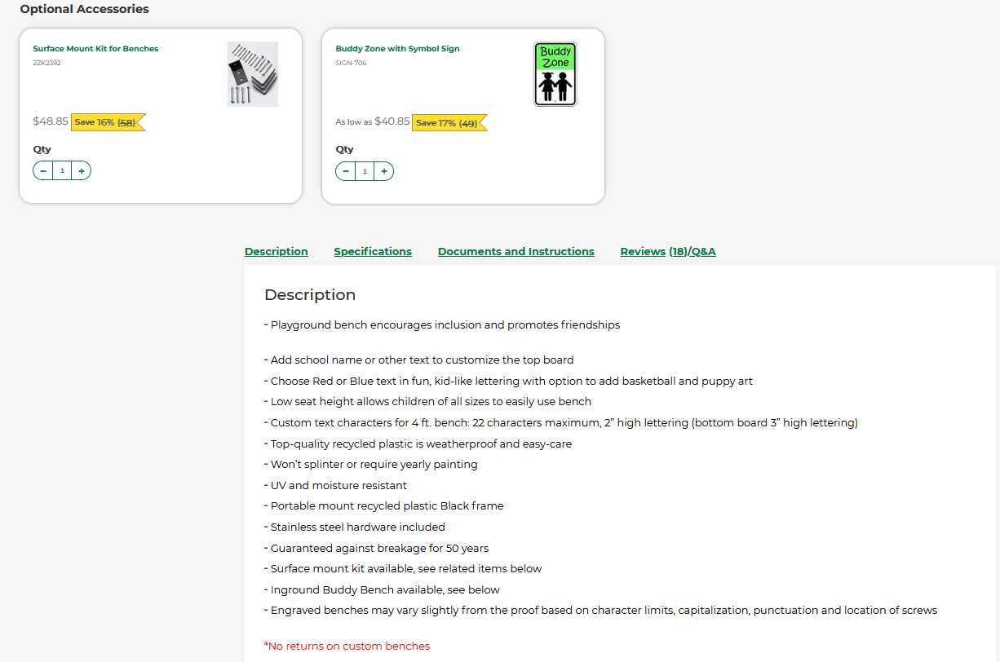 Optional Accessories
Surface Mount Kit for Benches
2ZK2392
$48.85 Save 16% (58)
Qty
− 1 +
Buddy Zone with Symbol Sign
SIGN-706
Buddy
Zone
As low as $40.85 Save 17% (49)
Qty
− 1 +
Description Specifications Documents and Instructions Reviews (18)/Q&A
Description
- Playground bench encourages inclusion and promotes friendships
- Add school name or other text to customize the top board
- Choose Red or Blue text in fun, kid-like lettering with option to add basketball and puppy art
- Low seat height allows children of all sizes to easily use bench
- Custom text characters for 4 ft. bench: 22 characters maximum, 2” high lettering (bottom board 3” high lettering)
- Top-quality recycled plastic is weatherproof and easy-care
- Won’t splinter or require yearly painting
- UV and moisture resistant
- Portable mount recycled plastic Black frame
- Stainless steel hardware included
- Guaranteed against breakage for 50 years
- Surface mount kit available, see related items below
- Inground Buddy Bench available, see below
- Engraved benches may vary slightly from the proof based on character limits, capitalization, punctuation and location of screws
*No returns on custom benches